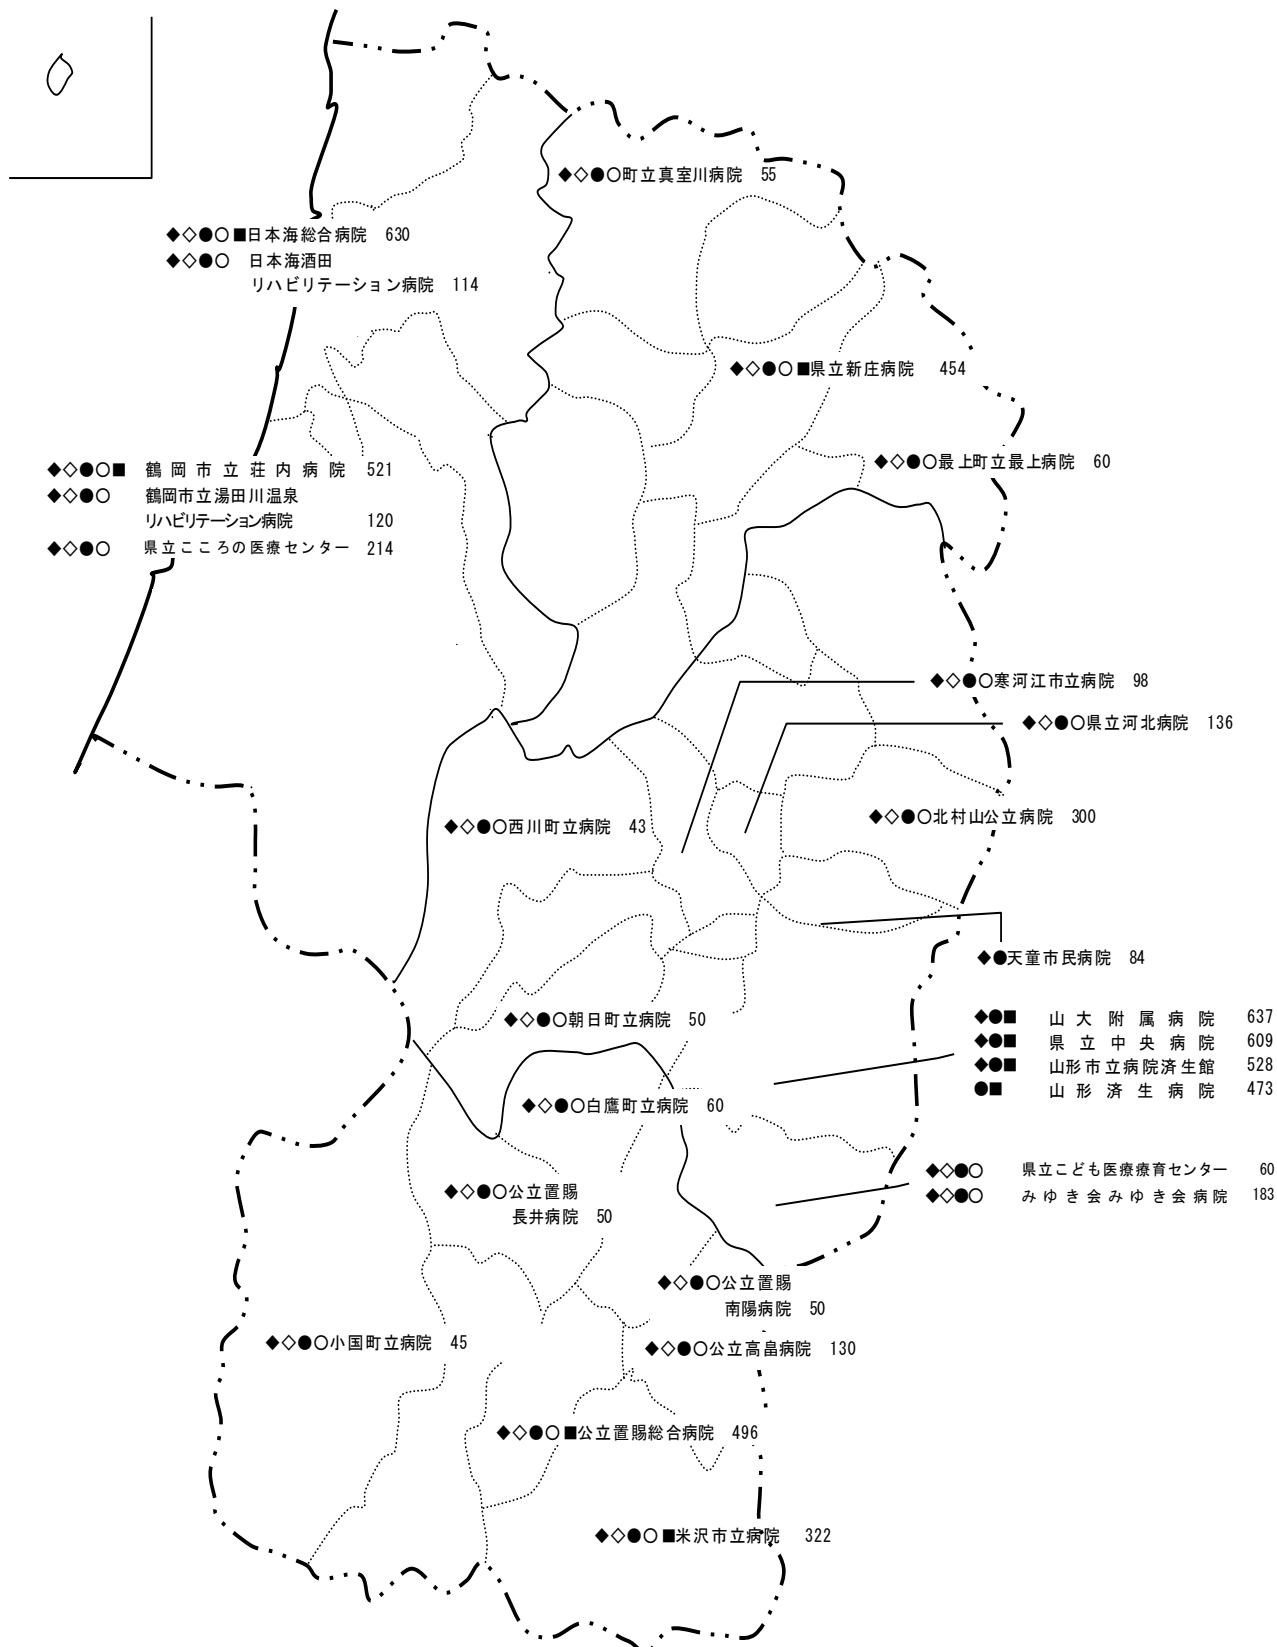 ◆◇●○町立真室川病院 55
◆◇●○■日本海総合病院 630
◆◇●○ 日本海酒田
リハビリテーション病院 114
◆◇●○■県立新庄病院 454
◆◇●○最上町立最上病院 60
◆◇●○■ 鶴岡市立荘内病院 521
◆◇●○ 鶴岡市立湯田川温泉
リハビリテーション病院 120
◆◇●○ 県立こころの医療センター 214
◆◇●○寒河江市立病院 98
◆◇●○県立河北病院 136
◆◇●○北村山公立病院 300
◆◇●○西川町立病院 43
◆●天童市民病院 84
◆◇●○朝日町立病院 50
◆●■ 山大附属病院 637
◆●■ 県立中央病院 609
◆●■ 山形市立病院済生館 528
●■ 山形済生病院 473
◆◇●○白鷹町立病院 60
◆◇●○ 県立こども医療療育センター 60
◆◇●○ みゆき会みゆき会病院 183
◆◇●○公立置賜
長井病院 50
◆◇●○公立置賜
南陽病院 50
◆◇●○小国町立病院 45
◆◇●○公立高畠病院 130
◆◇●○■公立置賜総合病院 496
◆◇●○■米沢市立病院 322